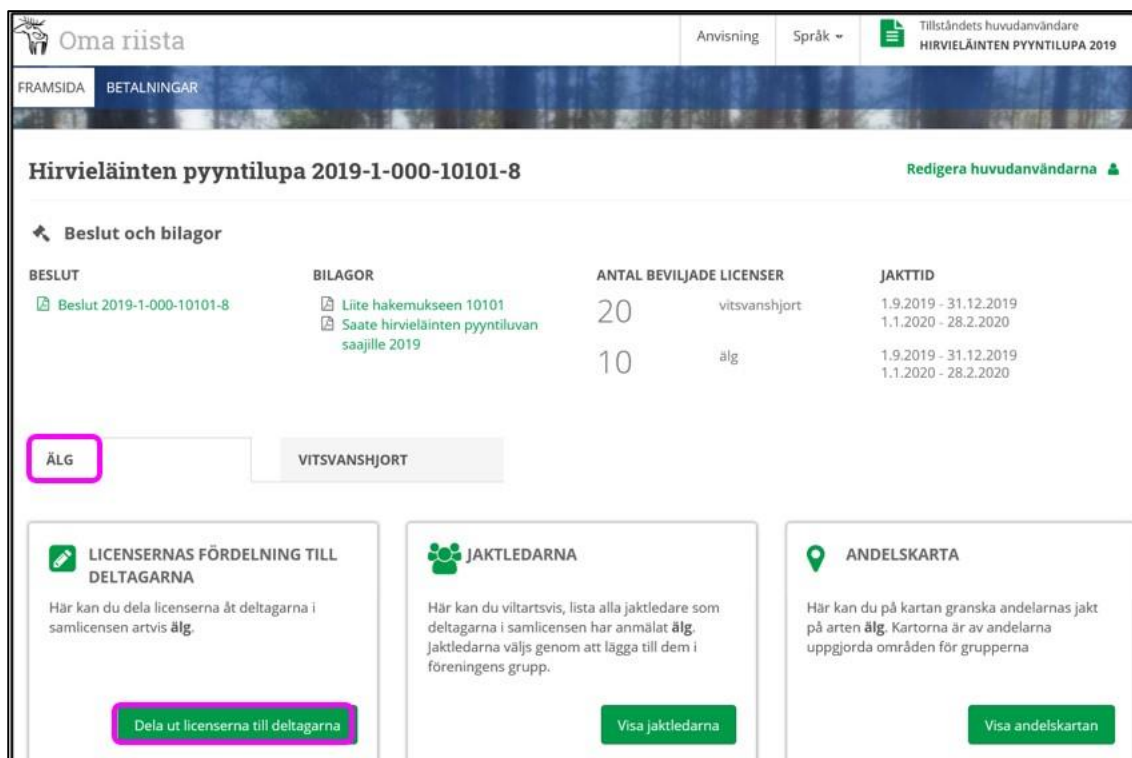 Oma riista
Anvisning
Språk
Tillståndets huvudanvändare
HIRVIELÄINTEN PYYNTILUPA 2019
FRAMSIDA
BETALNINGAR
Hirvieläinten pyyntilupa 2019-1-000-10101-8
Redigera huvudanvändarna
Beslut och bilagor
BESLUT
Beslut 2019-1-000-10101-8
BILAGOR
Liite hakemukseen 10101
Saate hirvieläinten pyyntiluvan
saajille 2019
ANTAL BEVILJADE LICENSER
20 vitsvanshjort
10 älg
JAKTTID
1.9.2019 - 31.12.2019
1.1.2020 - 28.2.2020
1.9.2019 - 31.12.2019
1.1.2020 - 28.2.2020
ÄLG
VITSVANSHJORT
LICENSERNAS FÖRDELNING TILL
DELTAGARNA
Här kan du dela licenserna åt deltagarna i
samlicensen artvis älg.
Dela ut licenserna till deltagarna
JAKTLEDARNA
Här kan du viltartsvis, lista alla jaktledare som
deltagarna i samlicensen har anmälat älg.
Jaktledarna väljs genom att lägga till dem i
föreningens grupp.
Visa jaktledarna
ANDELSKARTA
Här kan du på kartan granska andelarnas jakt
på arten älg. Kartorna är av andelarna
uppgjorda områden för grupperna
Visa andelskartan